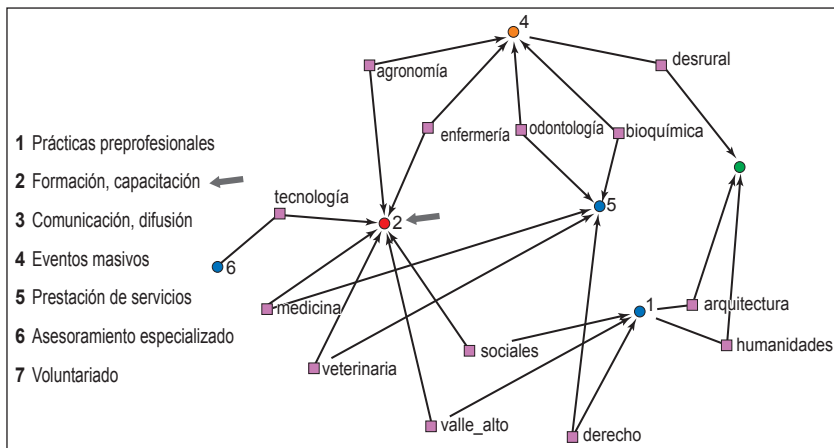 4
agronomía
desrural
enfermería
odontología
bioquímica
1 Prácticas preprofesionales
2 Formación, capacitación
3 Comunicación, difusión
4 Eventos masivos
5 Prestación de servicios
6 Asesoramiento especializado
7 Voluntariado
tecnología
2
5
6
medicina
1
arquitectura
sociales
humanidades
veterinaria
valle_alto
derecho